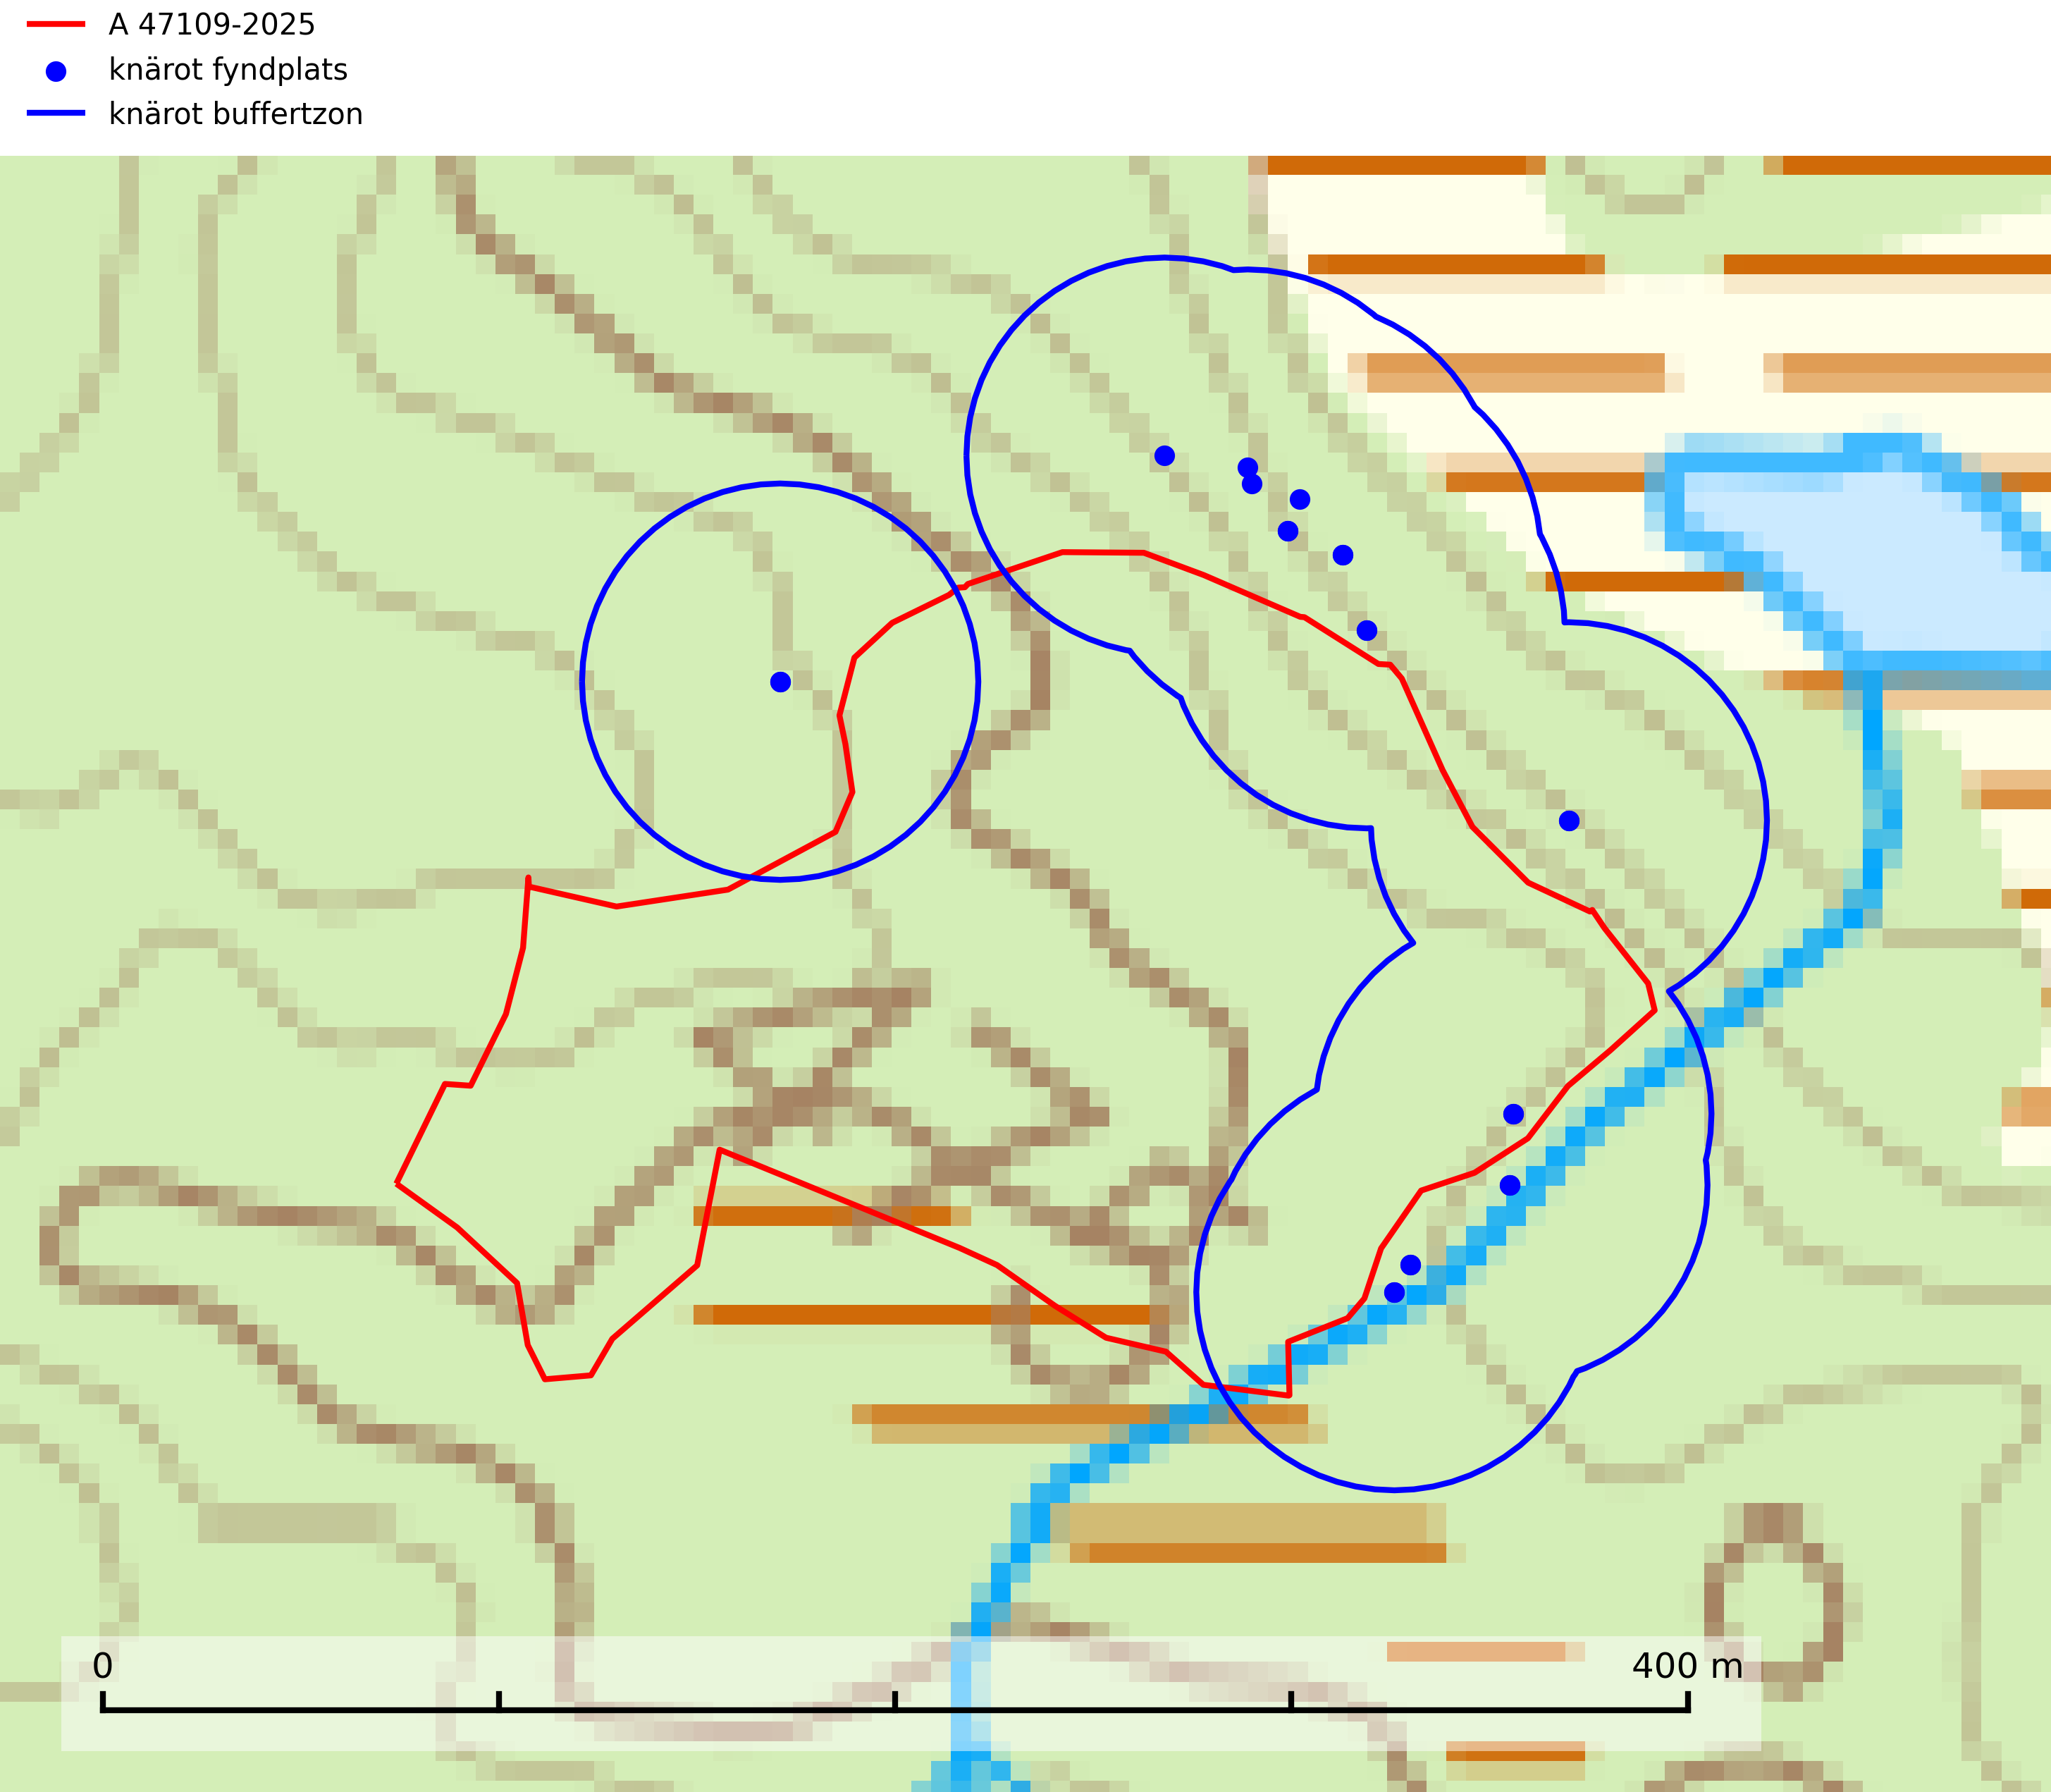 A 47109-2025
knärot fyndplats
knärot buffertzon
0
400 m